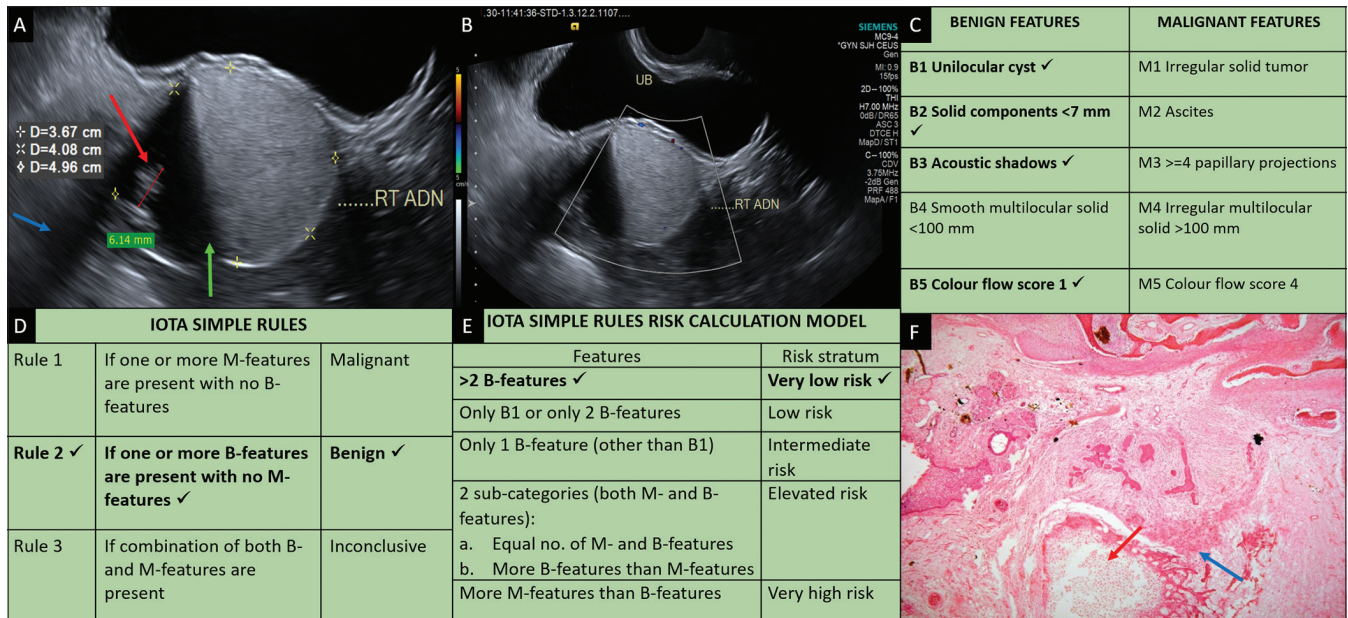 A
D=3.67 cm
D=4.08 cm
D=4.96 cm
6.14 mm
.......RT ADN
B
.30-11:41:36-STD-1.3.12.2.1107....
UB
.......RT ADN
5
5
cm/s
SIEMENS
MC9-4
*GYN SJH CEUS
Gen
MI: 0.9
15fps
2D-- 100%
THI
H7.00 MHz
0dB/ DR65
ASC 3
DTCE H
MapD/ ST1
C-- 100%
CDV
3.75MHz
-2dB Gen
PRF 488
MapA/ F1
C
BENIGN FEATURES
MALIGNANT FEATURES
B1 Unilocular cyst ✓
M1 Irregular solid tumor
B2 Solid components <7 mm
✓
M2 Ascites
B3 Acoustic shadows ✓
M3 >=4 papillary projections
B4 Smooth multilocular solid
<100 mm
M4 Irregular multilocular
solid >100 mm
B5 Colour flow score 1 ✓
M5 Colour flow score 4
D
IOTA SIMPLE RULES
Rule 1
If one or more M-features
are present with no B-
features
Malignant
Rule 2 ✓
If one or more B-features
are present with no M-
features ✓
Benign ✓
Rule 3
If combination of both B-
and M-features are
present
Inconclusive
E
IOTA SIMPLE RULES RISK CALCULATION MODEL
Features
Risk stratum
>2 B-features ✓
Very low risk ✓
Only B1 or only 2 B-features
Low risk
Only 1 B-feature (other than B1)
Intermediate
risk
2 sub-categories (both M- and B-
features):
a. Equal no. of M- and B-features
b. More B-features than M-features
Elevated risk
More M-features than B-features
Very high risk
F